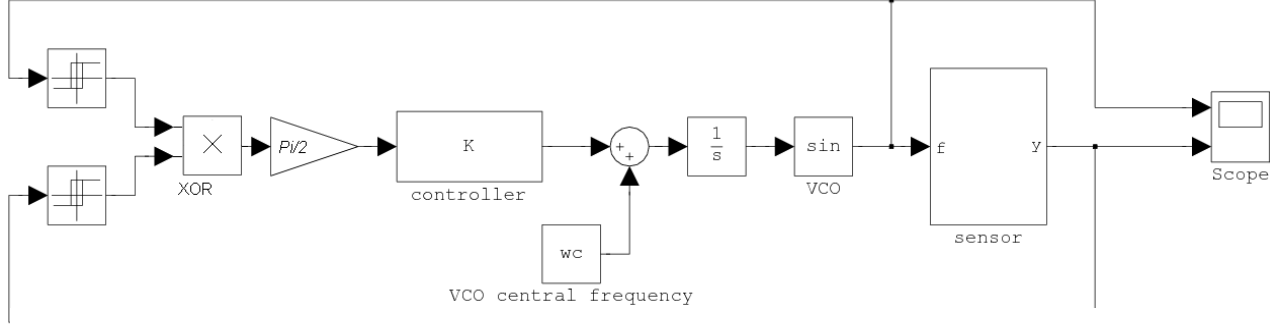 XOR
Pi/2
K
controller
+
+
wc
VCO central frequency
1
s
sin
VCO
f
y
sensor
Scope